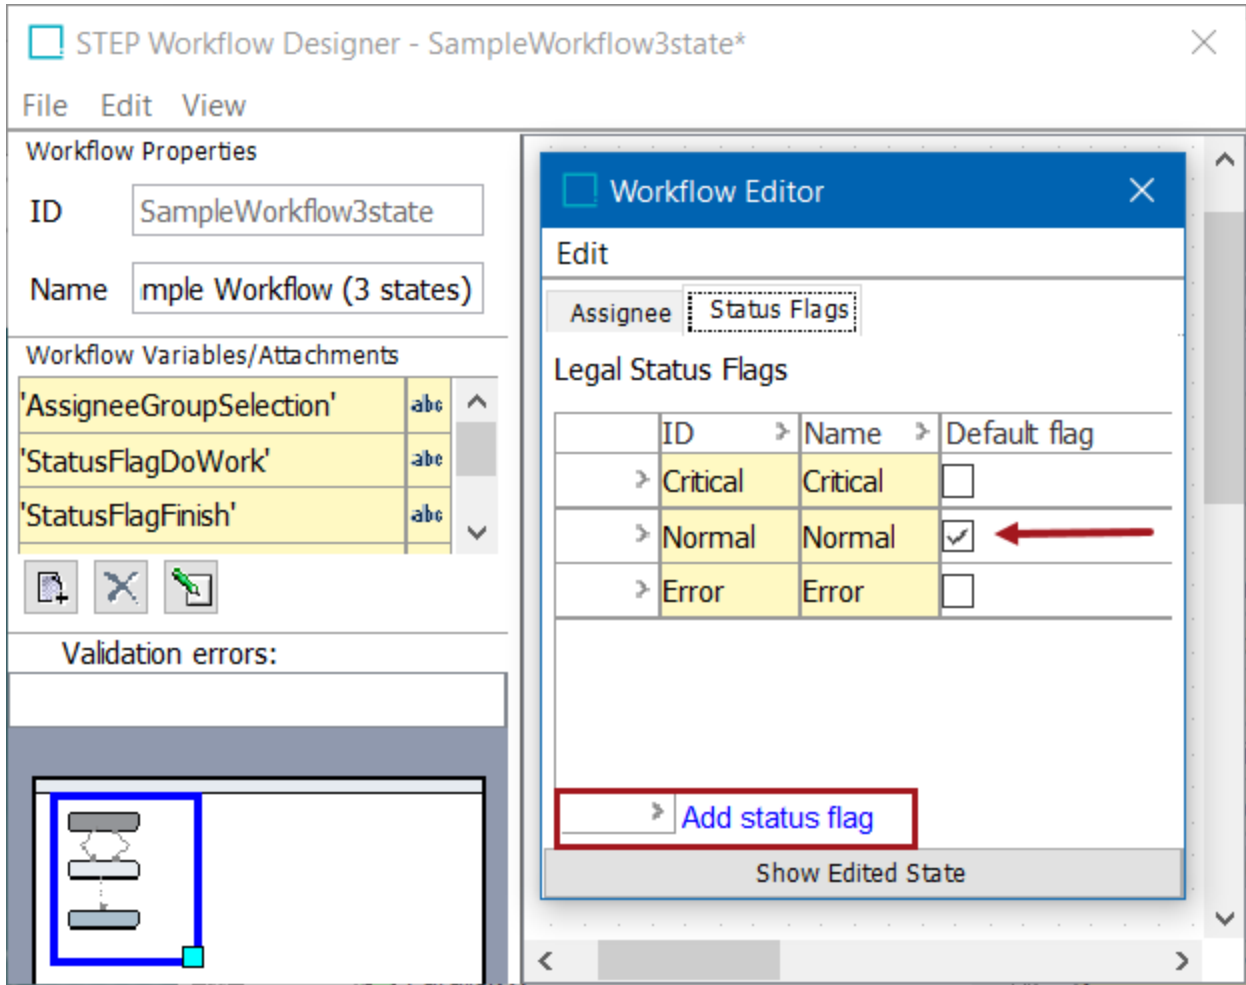 STEP Workflow Designer - SampleWorkflow3state*
File Edit View
Workflow Properties
ID SampleWorkflow3state
Name mple Workflow (3 states)
Workflow Variables/Attachments
'AssigneeGroupSelection' abc
'StatusFlagDoWork' abc
'StatusFlagFinish' abc
Validation errors:
Workflow Editor
Edit
Assignee Status Flags
Legal Status Flags
ID Name Default flag
Critical Critical
Normal Normal
Error Error
Add status flag
Show Edited State